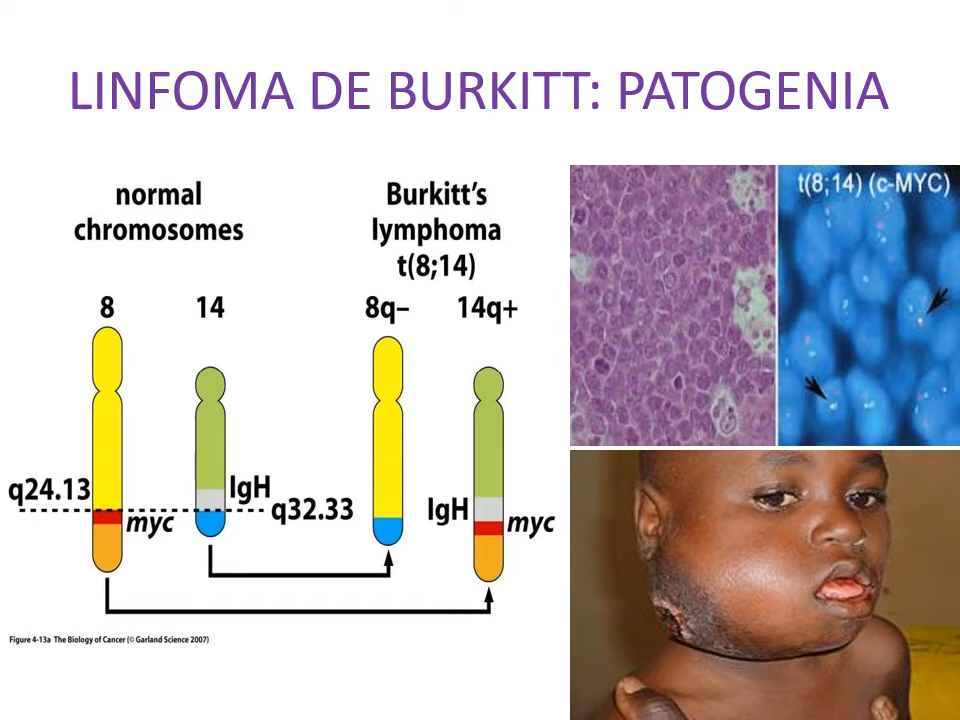 LINFOMA DE BURKITT: PATOGENIA
normal
chromosomes
Burkitt's
lymphoma
t(8;14)
8
14
8q–
14q+
q24.13
myc
IgH
q32.33
IgH
myc
Figure 4-13a The Biology of Cancer (© Garland Science 2007)
t(8;14) (c-MYC)